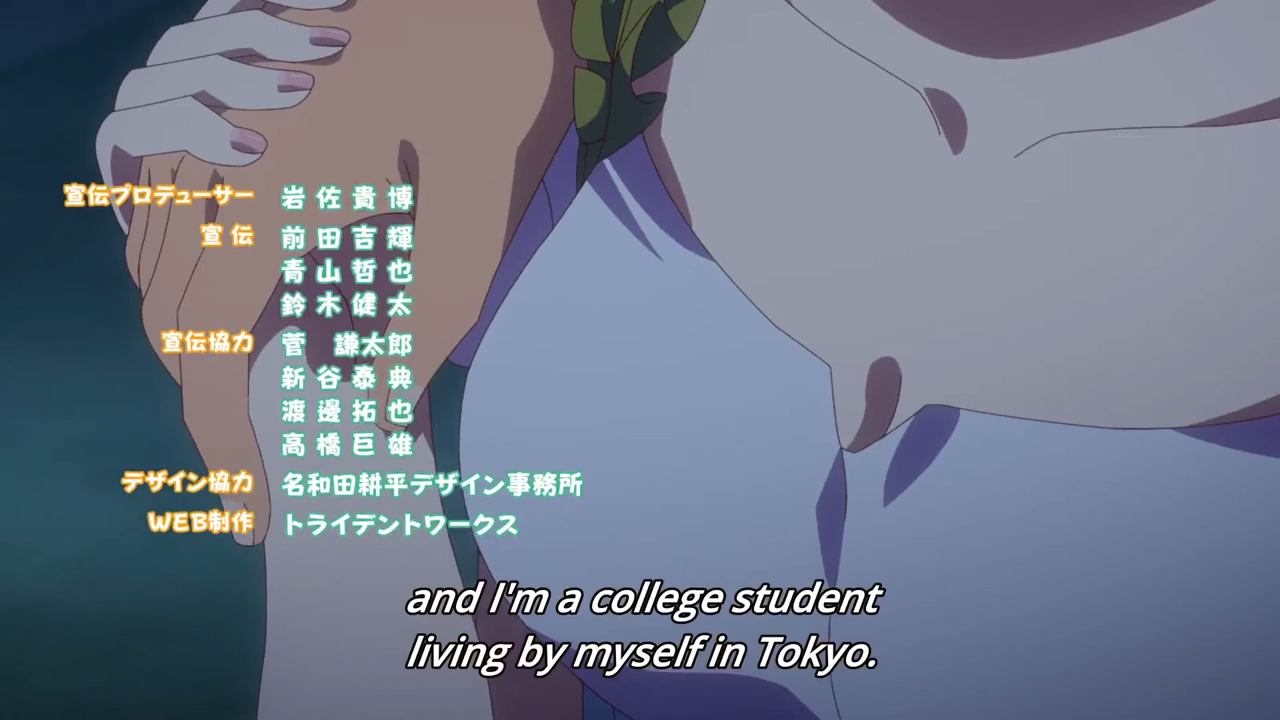 宣伝プロデューサー 岩佐貴博
宣伝 前田吉輝
青山哲也
鈴木健太
宣伝協力 菅 謙太郎
新谷泰典
渡邊拓也
高橋巨雄
デザイン協力 名和田耕平デザイン事務所
WEB制作 トライデントワークス
and I'm a college student
living by myself in Tokyo.